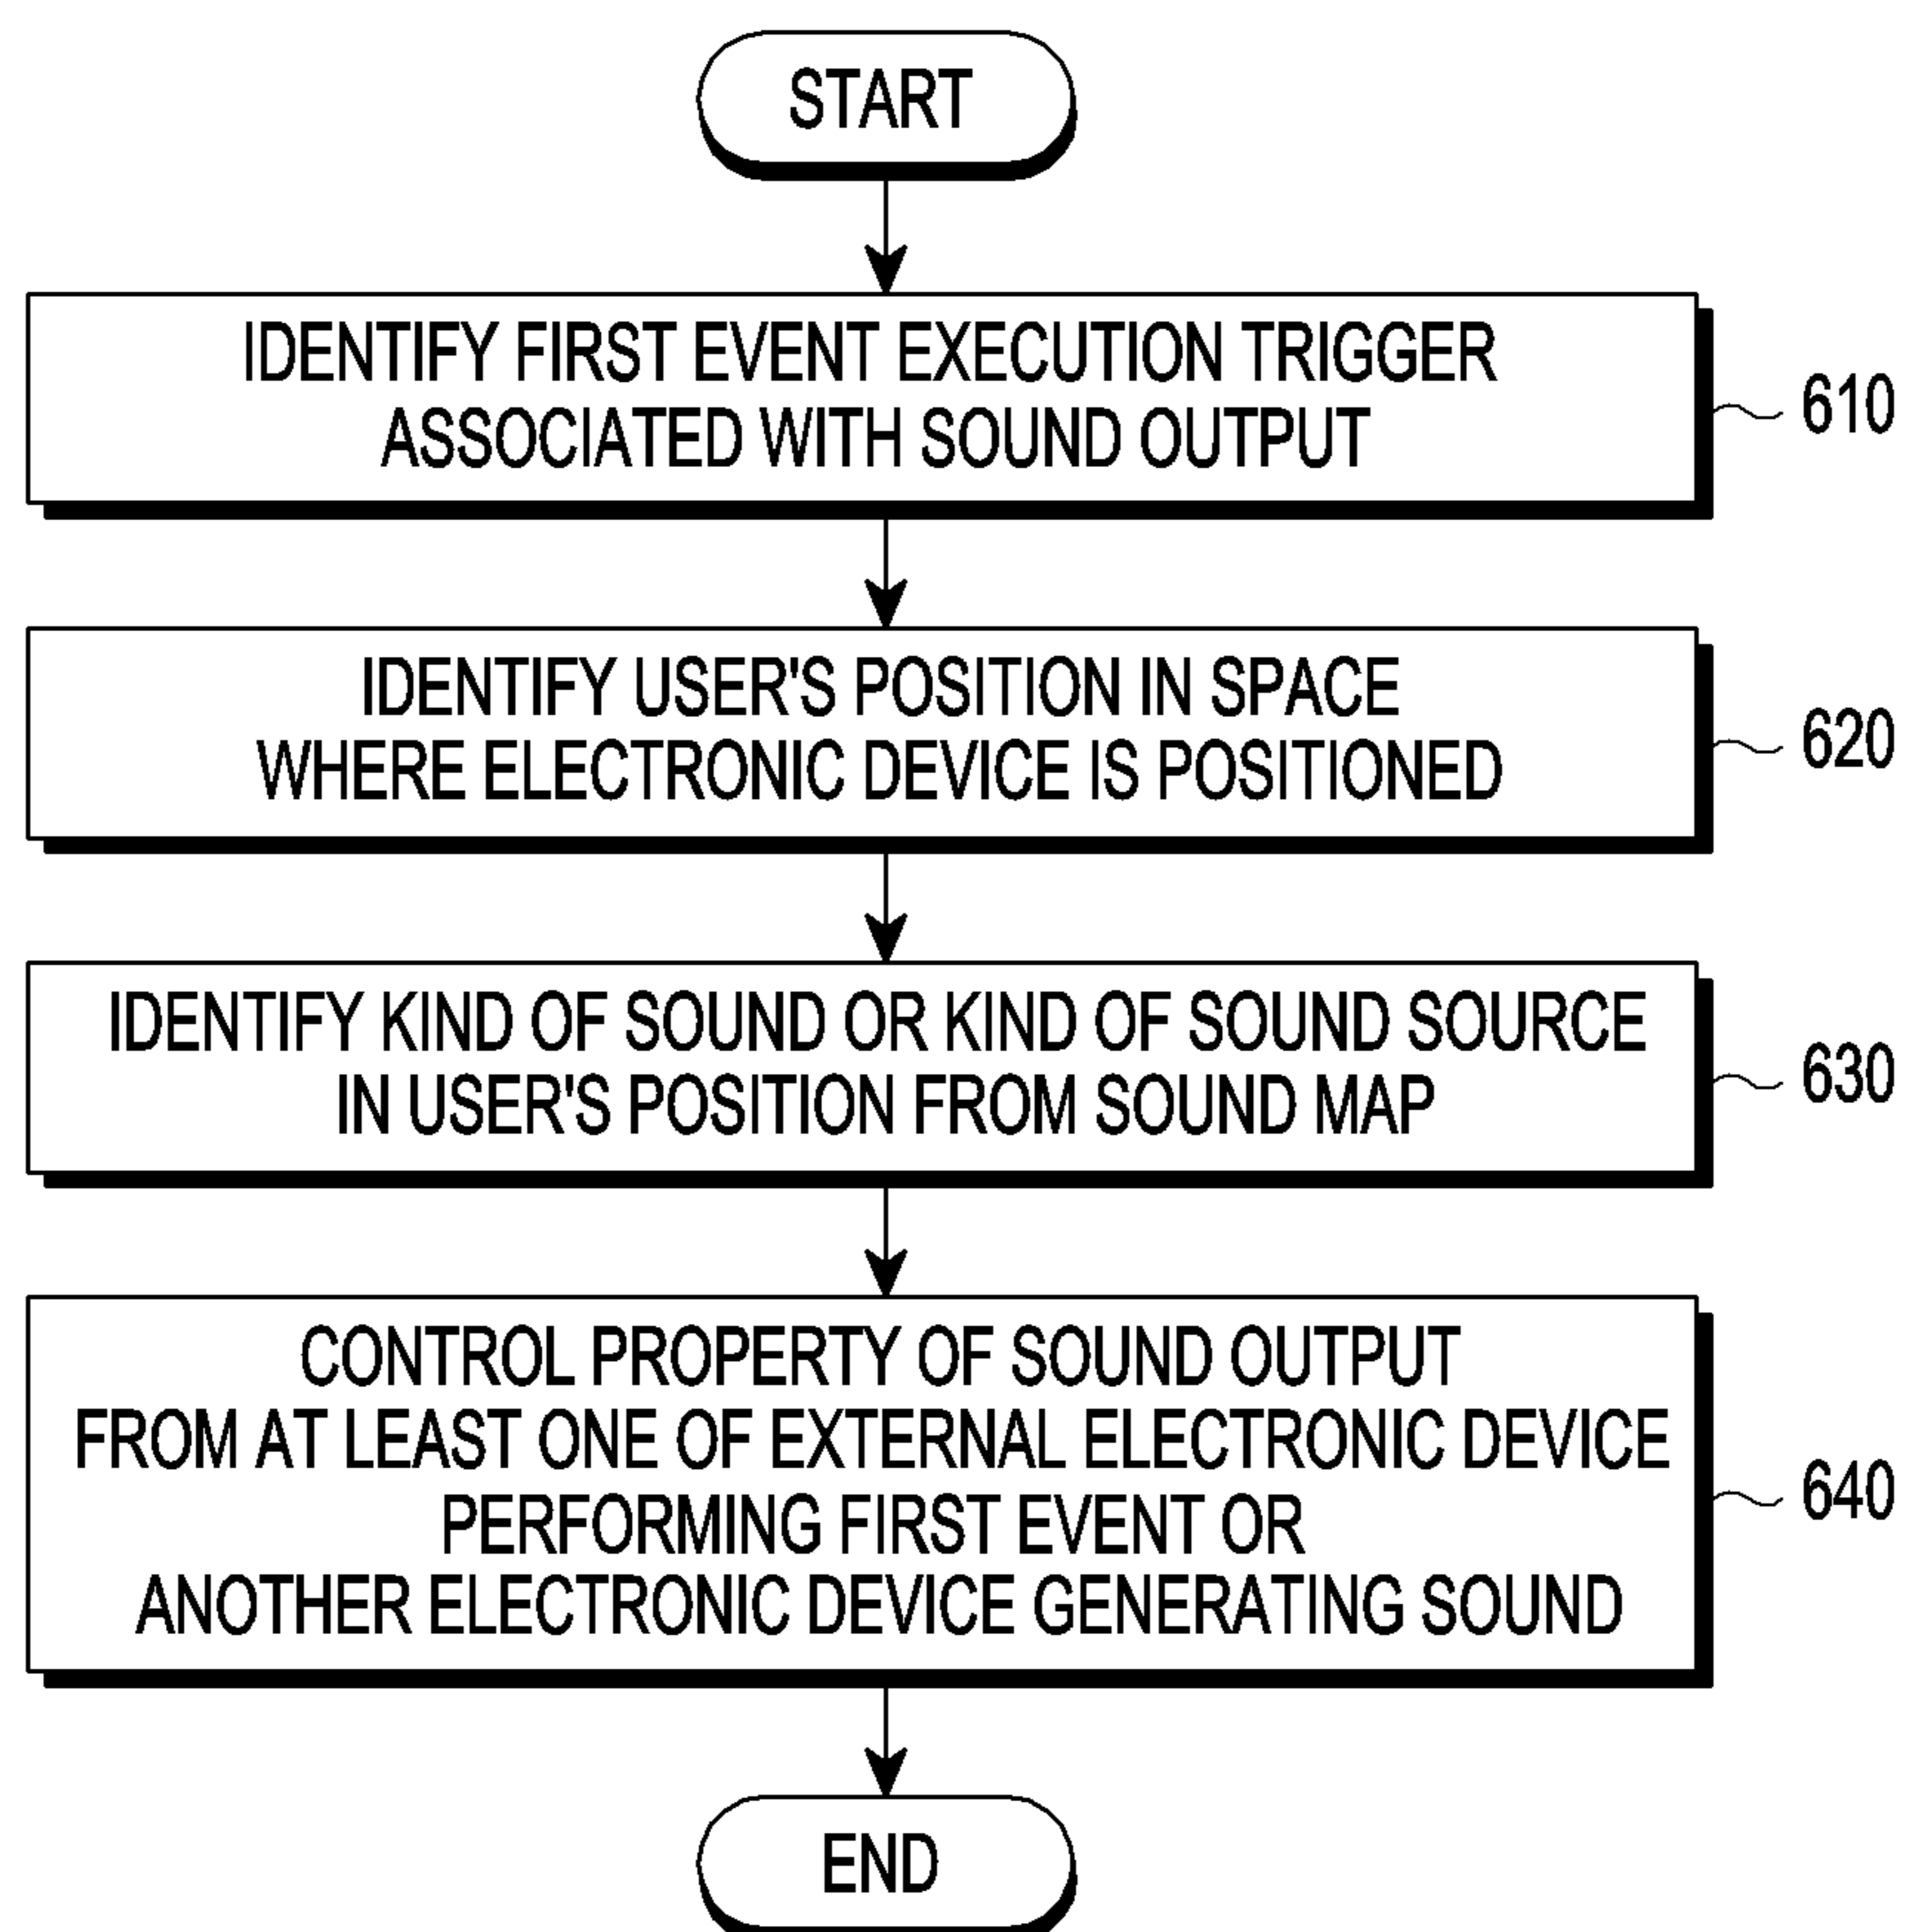 START
IDENTIFY FIRST EVENT EXECUTION TRIGGER
ASSOCIATED WITH SOUND OUTPUT
610
IDENTIFY USER'S POSITION IN SPACE
WHERE ELECTRONIC DEVICE IS POSITIONED
620
IDENTIFY KIND OF SOUND OR KIND OF SOUND SOURCE
IN USER'S POSITION FROM SOUND MAP
630
CONTROL PROPERTY OF SOUND OUTPUT
FROM AT LEAST ONE OF EXTERNAL ELECTRONIC DEVICE
PERFORMING FIRST EVENT OR
ANOTHER ELECTRONIC DEVICE GENERATING SOUND
640
END